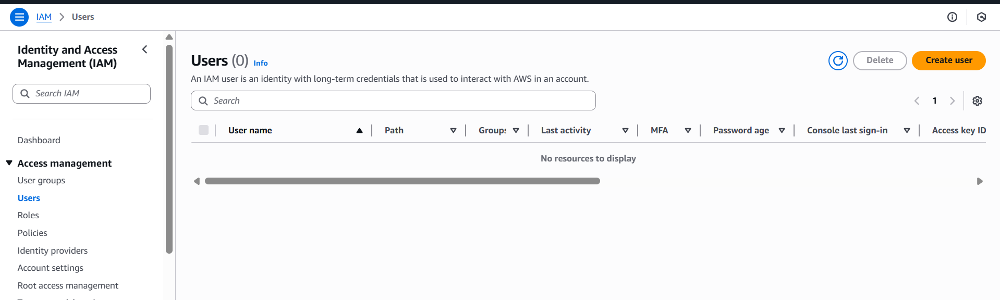 IAM > Users
Identity and Access
Management (IAM)
Search IAM
Dashboard
Access management
User groups
Users
Roles
Policies
Identity providers
Account settings
Root access management
Users (0) Info
Delete
Create user
An IAM user is an identity with long-term credentials that is used to interact with AWS in an account.
Search
1
User name
Path
Groups
Last activity
MFA
Password age
Console last sign-in
Access key ID
No resources to display